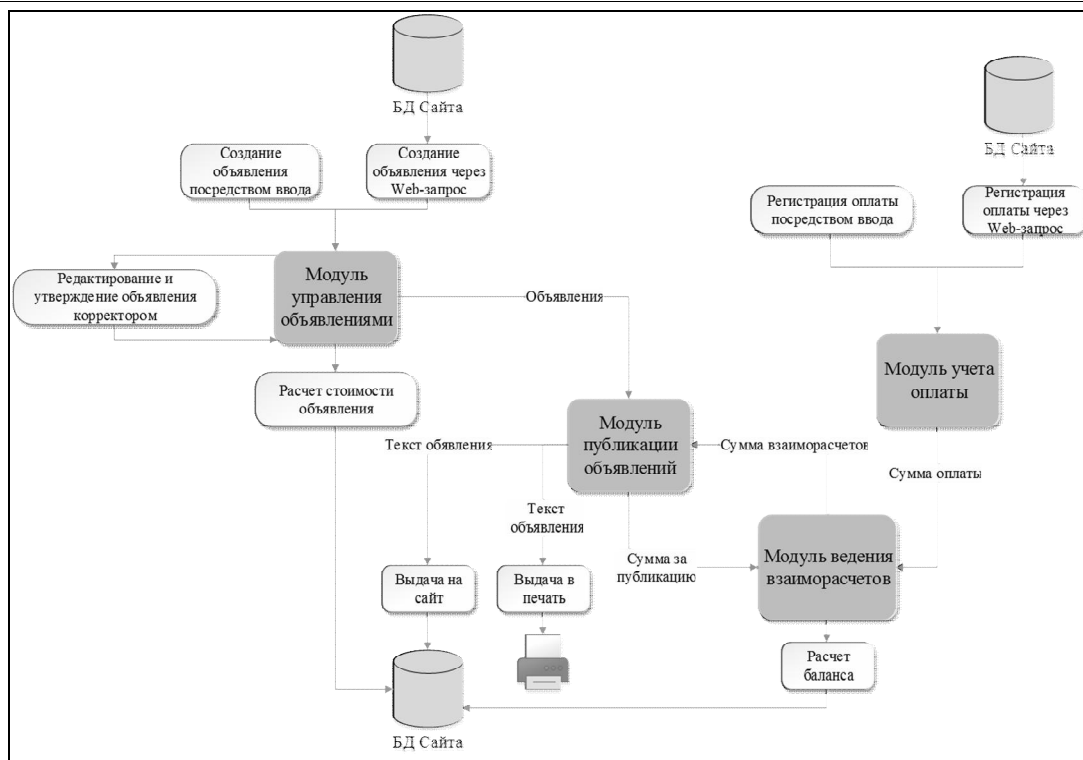 БД Сайта
БД Сайта
Создание
объявления
посредством ввода
Создание
объявления через
Web-запрос
Регистрация оплаты
посредством ввода
Регистрация
оплаты через
Web-запрос
Редактирование и
утверждение объявления
корректором
Модуль
управления
объявлениями
Объявления
Модуль учета
оплаты
Расчет стоимости
объявления
Модуль
публикации
объявлений
Текст обявления
Сумма взаиморасчетов
Сумма оплаты
Текст
объявления
Сумма за
публикацию
Модуль ведения
взаиморасчетов
Выдача на
сайт
Выдача в
печать
Расчет
баланса
БД Сайта